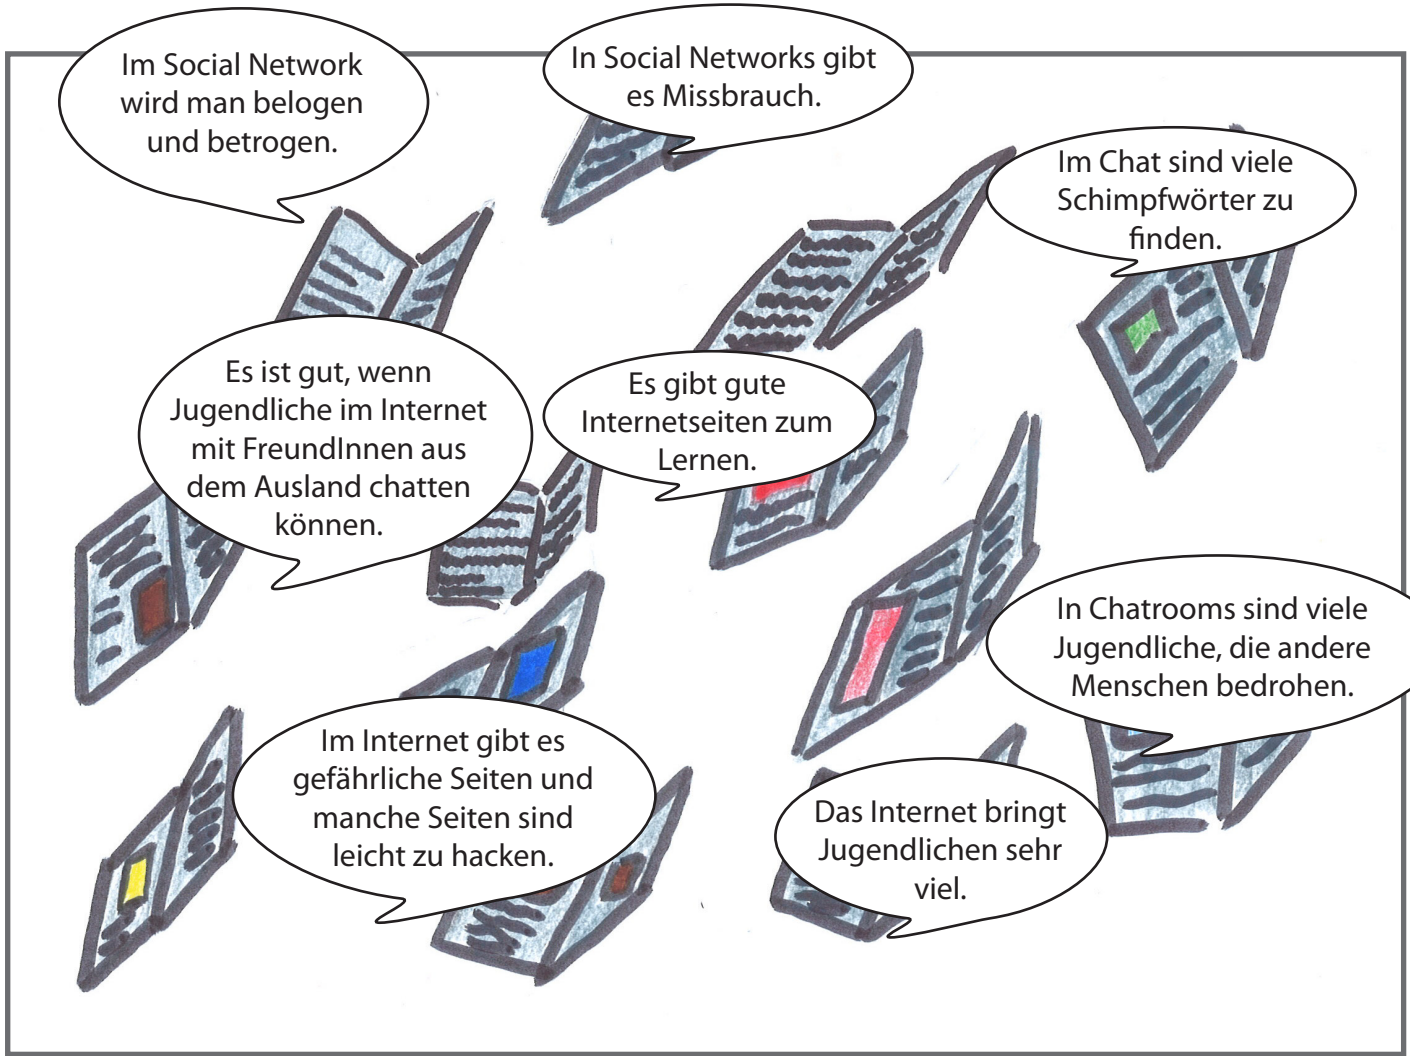 Im Social Network
wird man belogen
und betrogen.
In Social Networks gibt
es Missbrauch.
Im Chat sind viele
Schimpfwörter zu
finden.
Es ist gut, wenn
Jugendliche im Internet
mit FreundInnen aus
dem Ausland chatten
können.
Es gibt gute
Internetseiten zum
Lernen.
In Chatrooms sind viele
Jugendliche, die andere
Menschen bedrohen.
Im Internet gibt es
gefährliche Seiten und
manche Seiten sind
leicht zu hacken.
Das Internet bringt
Jugendlichen sehr
viel.